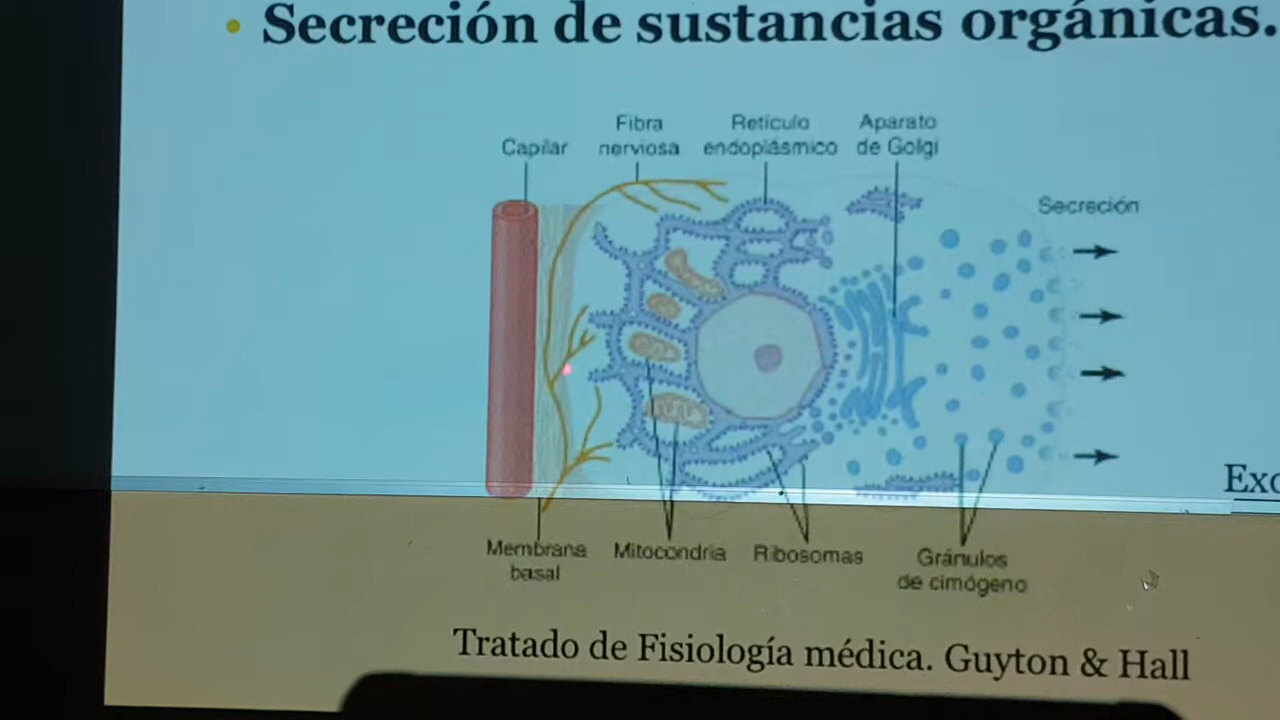 • Secreción de sustancias orgánicas.
Fibra
nerviosa
Retículo
endoplásmico
Aparato
de Golgi
Capilar
Secreción
Exc
Membrana
basal
Mitocondria
Ribosomas
Gránulos
de cimógeno
Tratado de Fisiología médica. Guyton & Hall